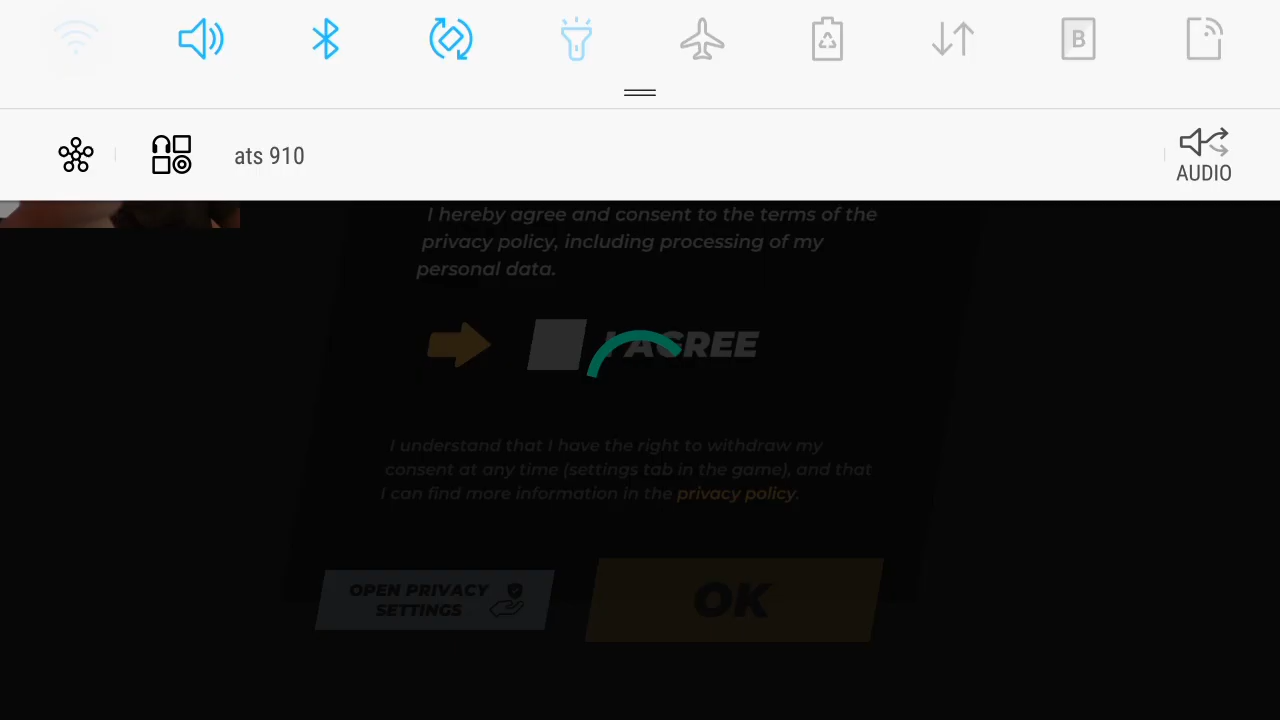 B
ats 910
AUDIO
I hereby agree and consent to the terms of the
privacy policy, including processing of my
personal data.
I AGREE
I understand that I have the right to withdraw my
consent at any time (settings tab in the game), and that
I can find more information in the privacy policy.
OPEN PRIVACY
SETTINGS
OK